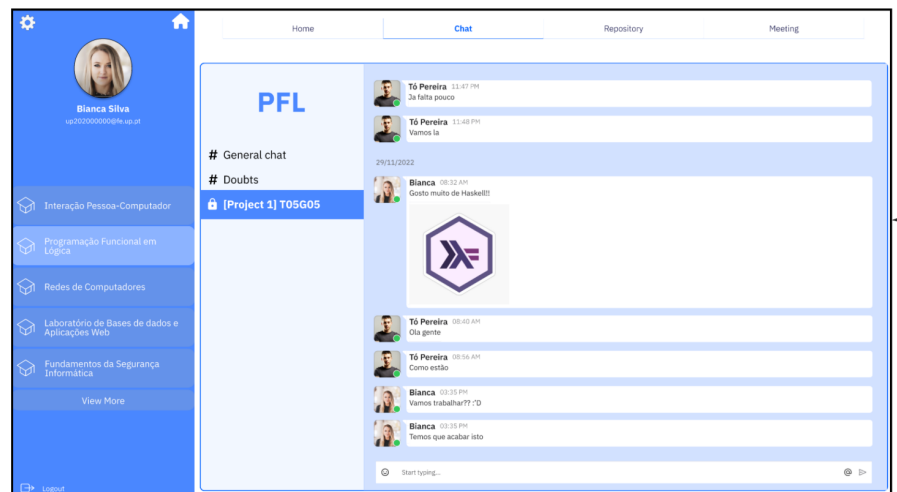 Bianca Silva
up202000000@fe.up.pt
Interação Pessoa-Computador
Programação Funcional em
Lógica
Redes de Computadores
Laboratório de Bases de dados e
Aplicações Web
Fundamentos da Segurança
Informática
View More
Logout
Home
Chat
Repository
Meeting
PFL
# General chat
# Doubts
[Project 1] T05G05
Tó Pereira 11:47 PM
Ja falta pouco
Tó Pereira 11:48 PM
Vamos la
29/11/2022
Bianca 08:32 AM
Gosto muito de Haskell!!
Tó Pereira 08:40 AM
Ola gente
Tó Pereira 08:56 AM
Como estão
Bianca 03:35 PM
Vamos trabalhar?? :'D
Bianca 03:35 PM
Temos que acabar isto
Start typing...
@